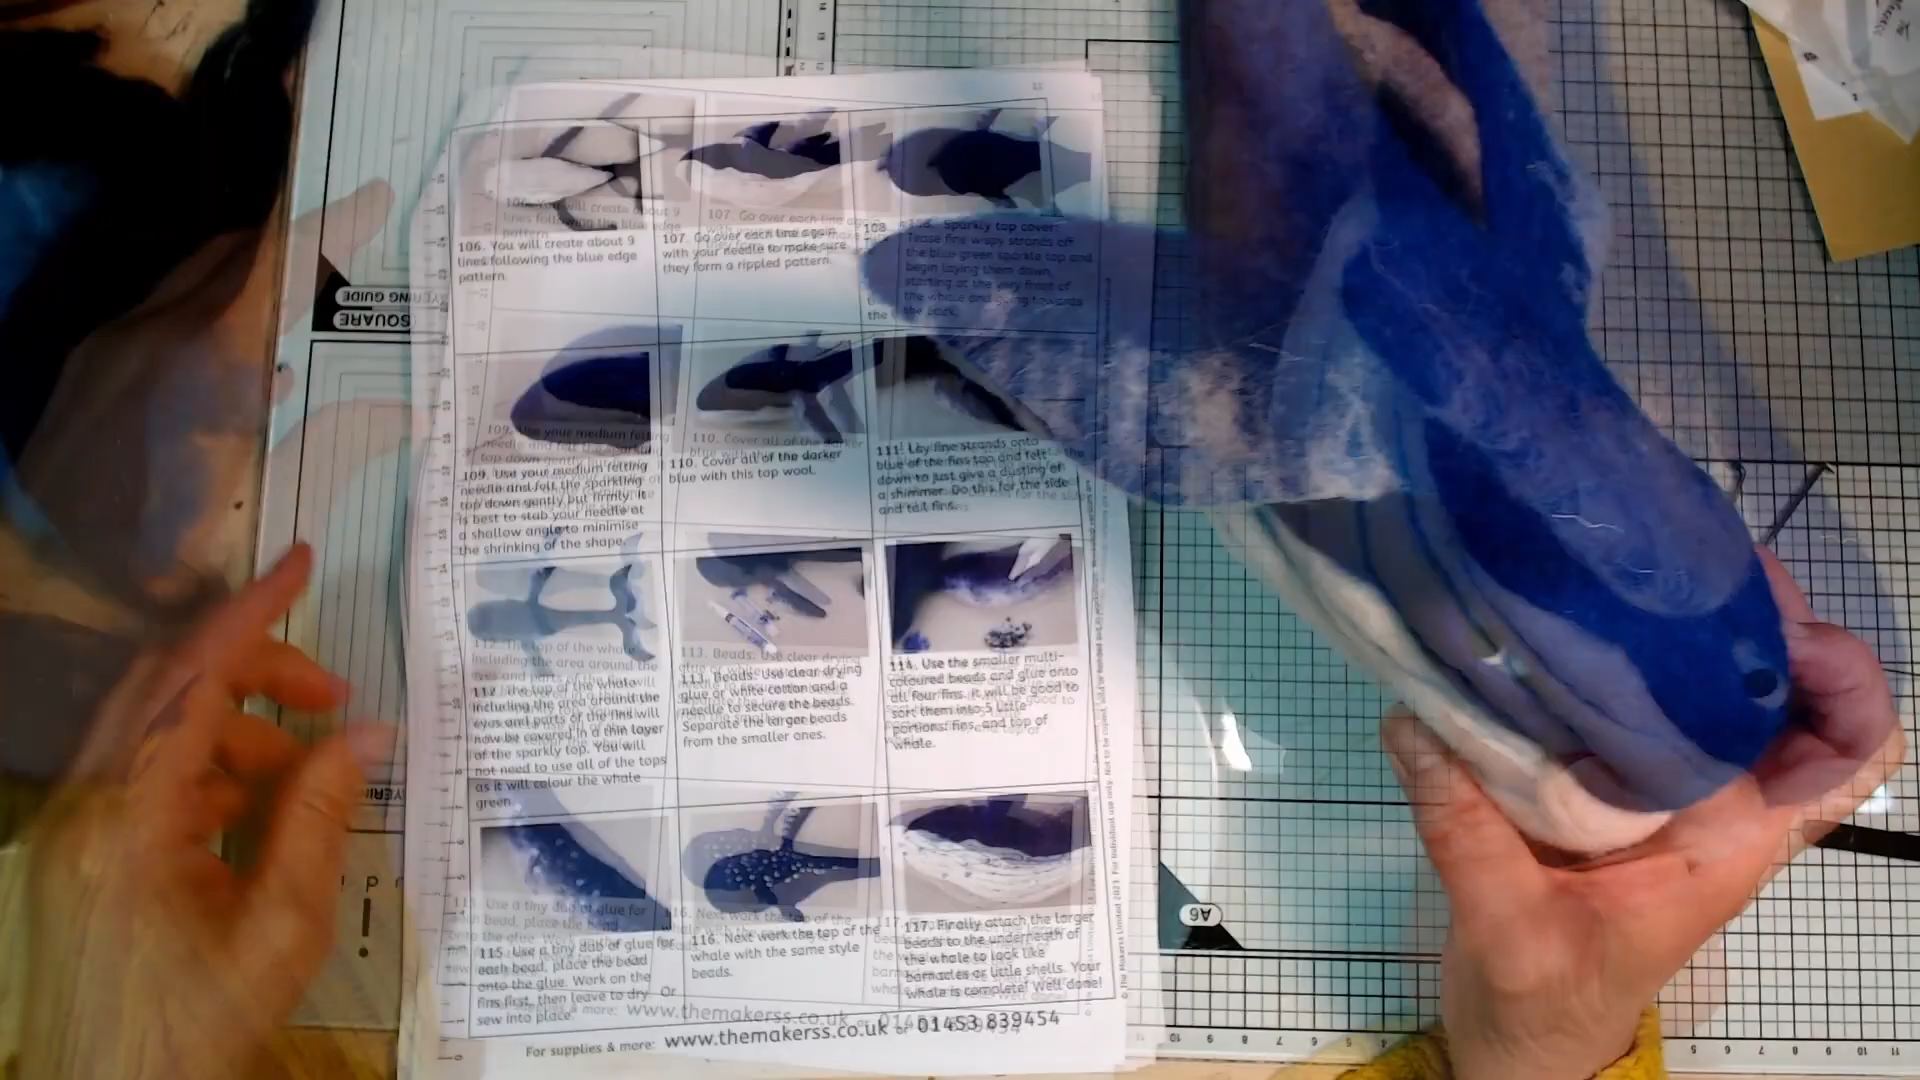 106. You will create about 9
lines following the blue edge
pattern.
107. Go over each line again
with your needle to make sure
they form a rippled pattern.
108. Sparkly top cover:
Tease fine wispy strands off
the blue green sparkle top and
begin laying them down,
starting at the very front of
the whale and going towards
the back.
YERING GUIDE
SQUARE
109. Use your medium felting
needle and felt the sparkling
top down gently but firmly. It
is best to stab your needle at
a shallow angle to minimise
the shrinking of the shape.
110. Cover all of the darker
blue with this top wool.
111. Lay fine strands onto
blue of the fins too and felt
down to just give a dusting of
a shimmer. Do this for the side
and tail fins.
112. The top of the whale will
including the area around the
eyes and parts of the fins will
now be covered in a thin layer
of the sparkly top. You will
not need to use all of the tops
as it will colour the whale
green.
113. Beads: Use clear drying
glue or white cotton and a
needle to secure the beads.
Separate the larger beads
from the smaller ones.
114. Use the smaller multi-
coloured beads and glue onto
all four fins. It will be good to
sort them into 5 little
portions: fins, and top of
whale.
115. Use a tiny dab of glue for
each bead, place the bead
onto the glue. Work on the
fins first, then leave to dry. Or
sew into place.
116. Next work the top of the
whale with the same style
beads.
117. Finally attach the larger
beads to the underneath of
the whale to look like
barnacles or little shells. Your
whale is complete! Well done!
For supplies & more: www.themakerss.co.uk or 01453 839454
A6